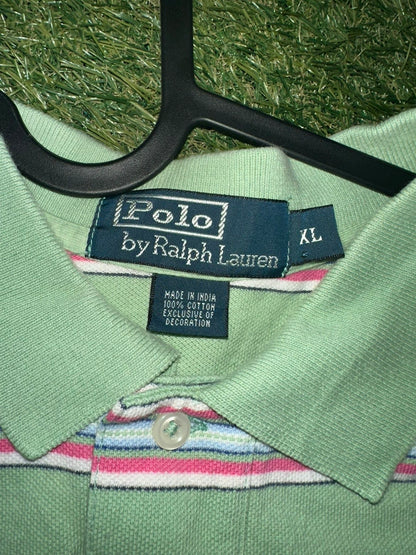 Polo
by Ralph Lauren
XL
MADE IN INDIA
100% COTTON
EXCLUSIVE OF
DECORATION